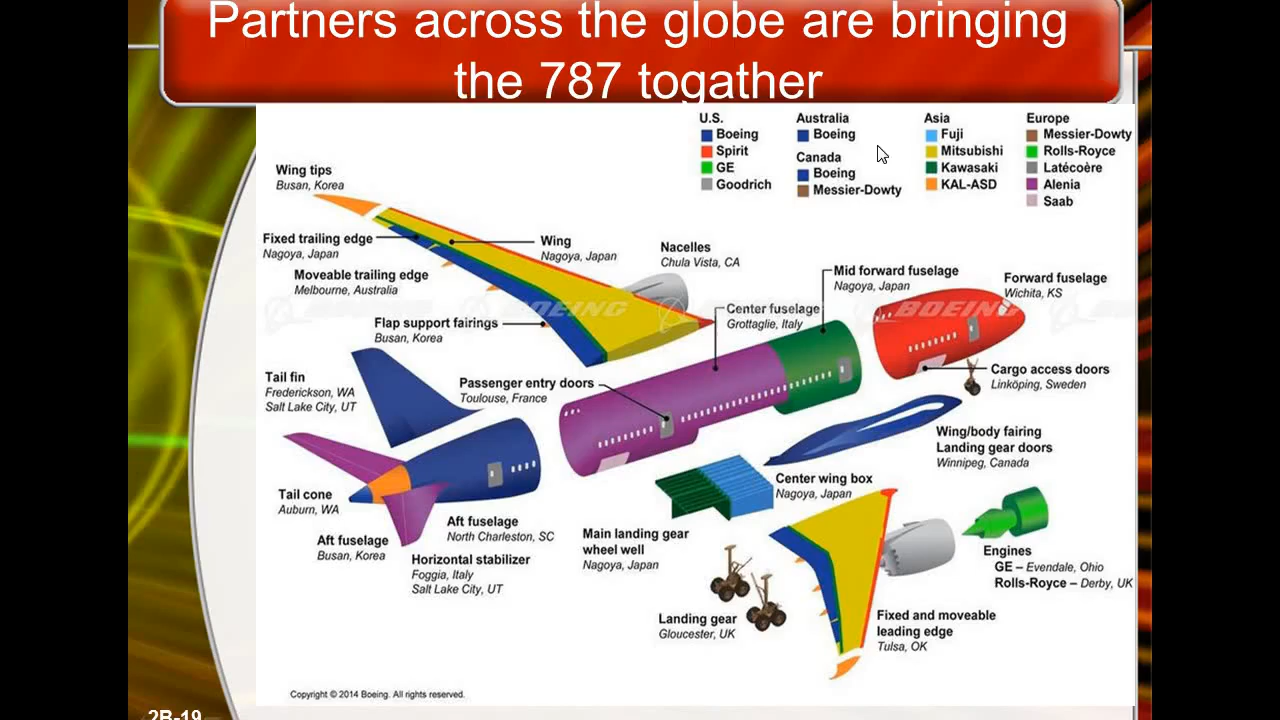 Partners across the globe are bringing
the 787 togather
U.S.
Boeing
Spirit
GE
Goodrich
Australia
Boeing
Canada
Boeing
Messier-Dowty
Asia
Fuji
Mitsubishi
Kawasaki
KAL-ASD
Europe
Messier-Dowty
Rolls-Royce
Latécoère
Alenia
Saab
Wing tips
Busan, Korea
Fixed trailing edge
Nagoya, Japan
Wing
Nagoya, Japan
Nacelles
Chula Vista, CA
Mid forward fuselage
Nagoya, Japan
Forward fuselage
Wichita, KS
Moveable trailing edge
Melbourne, Australia
BOEING
BOEING
Center fuselage
Grottaglie, Italy
Flap support fairings
Busan, Korea
Tail fin
Frederickson, WA
Salt Lake City, UT
Passenger entry doors
Toulouse, France
Cargo access doors
Linköping, Sweden
Wing/body fairing
Landing gear doors
Winnipeg, Canada
Center wing box
Nagoya, Japan
Tail cone
Auburn, WA
Aft fuselage
North Charleston, SC
Aft fuselage
Busan, Korea
Horizontal stabilizer
Foggia, Italy
Salt Lake City, UT
Main landing gear
wheel well
Nagoya, Japan
Engines
GE – Evendale, Ohio
Rolls-Royce – Derby, UK
Landing gear
Gloucester, UK
Fixed and moveable
leading edge
Tulsa, OK
Copyright © 2014 Boeing. All rights reserved.
2B-19